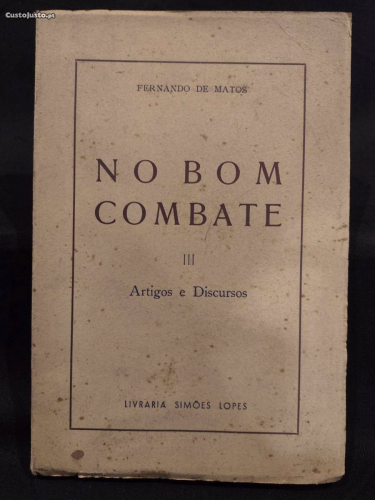 CustoJusto.pt
FERNANDO DE MATOS
NO BOM
COMBATE
III
Artigos e Discursos
LIVRARIA SIMÕES LOPES